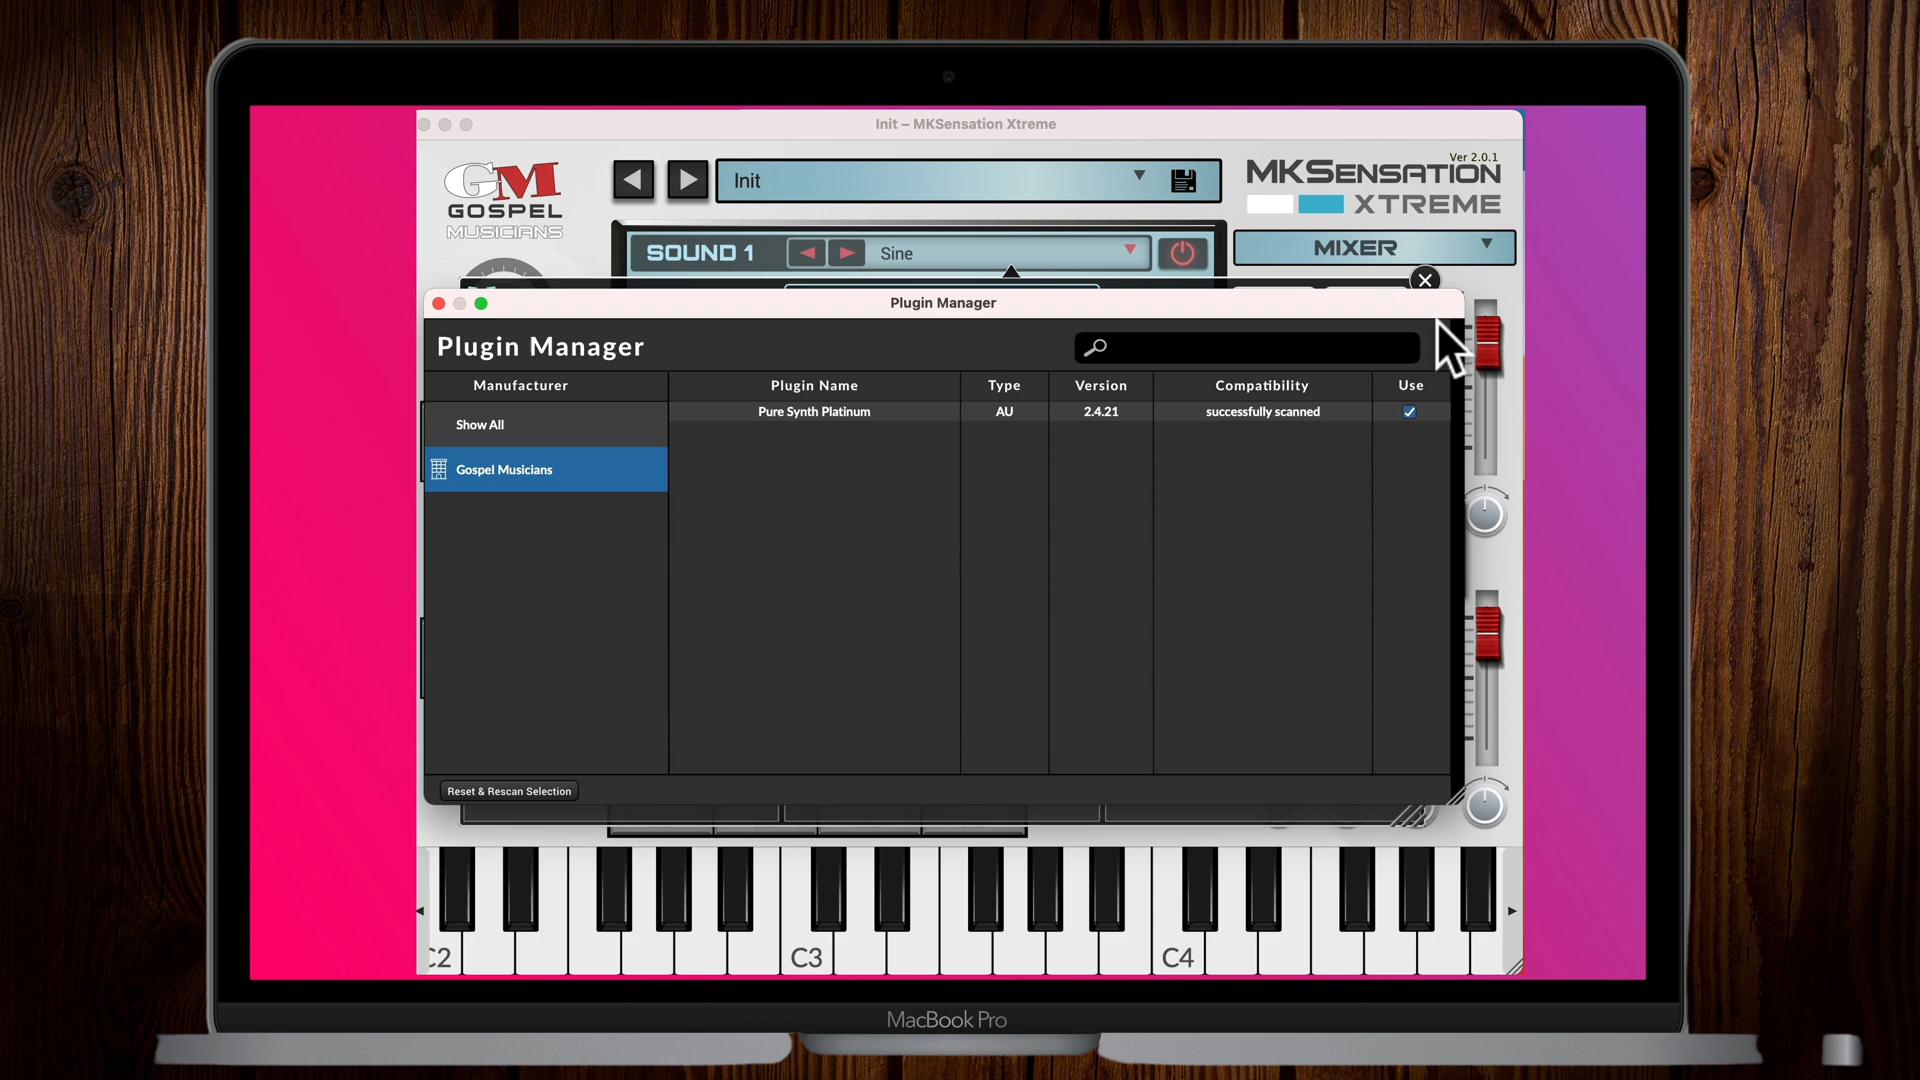 Init – MKSensation Xtreme
GM
GOSPEL
MUSICIANS
Init
Ver 2.0.1
MKSENSATION
XTREME
SOUND 1
Sine
MIXER
Plugin Manager
Plugin Manager
Manufacturer
Plugin Name
Type
Version
Compatibility
Use
Show All
Pure Synth Platinum
AU
2.4.21
successfully scanned
Gospel Musicians
Reset & Rescan Selection
C2
C3
C4
MacBook Pro